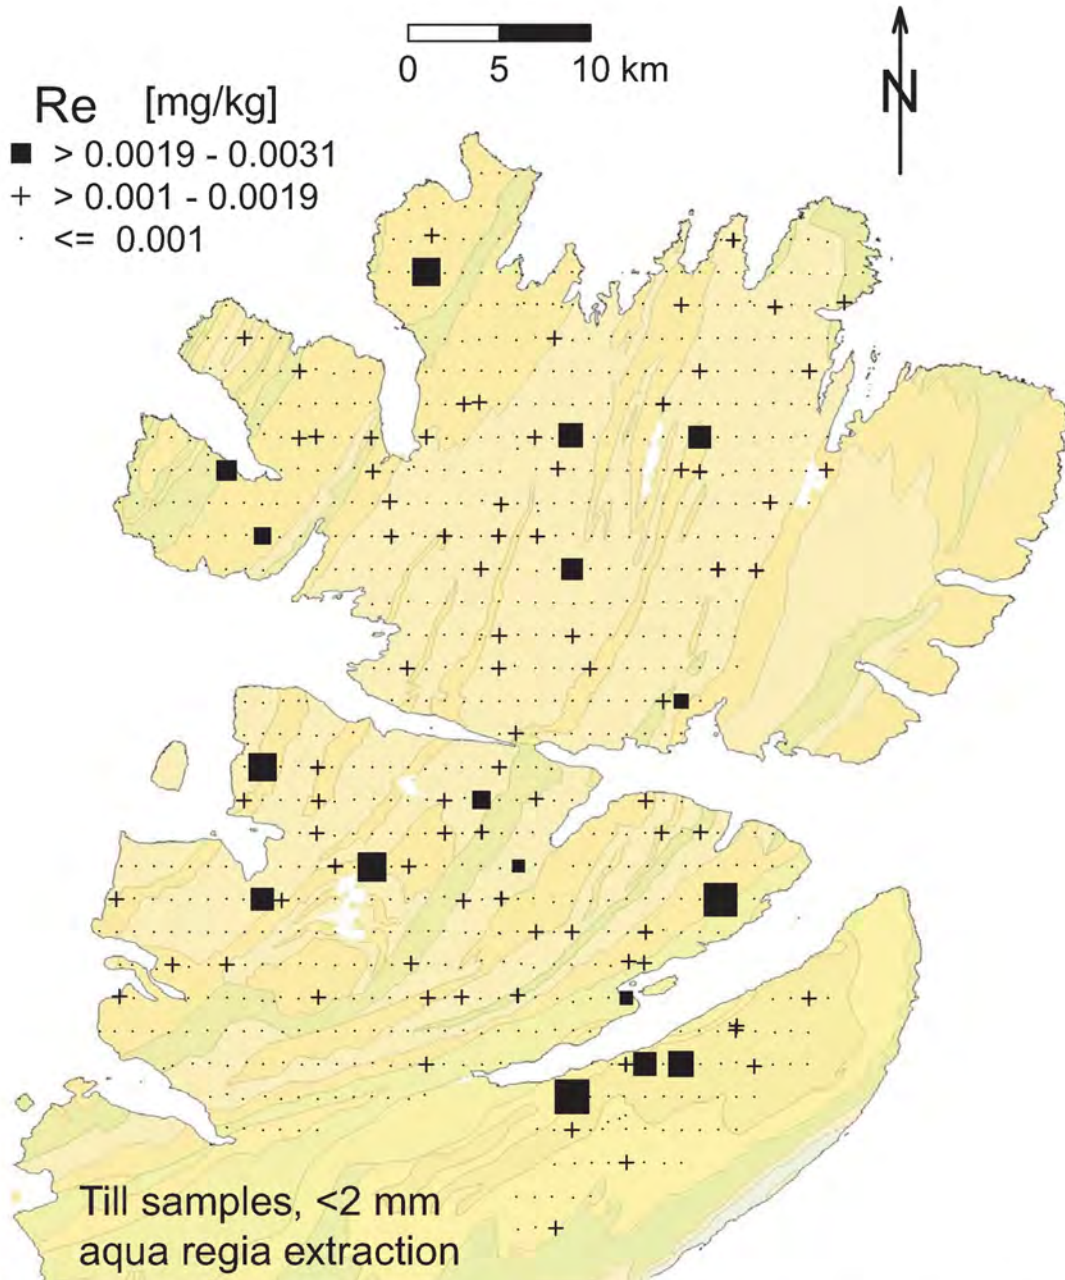 0 5 10 km
N
Re [mg/kg]
> 0.0019 - 0.0031
+ > 0.001 - 0.0019
. <= 0.001
Till samples, <2 mm
aqua regia extraction